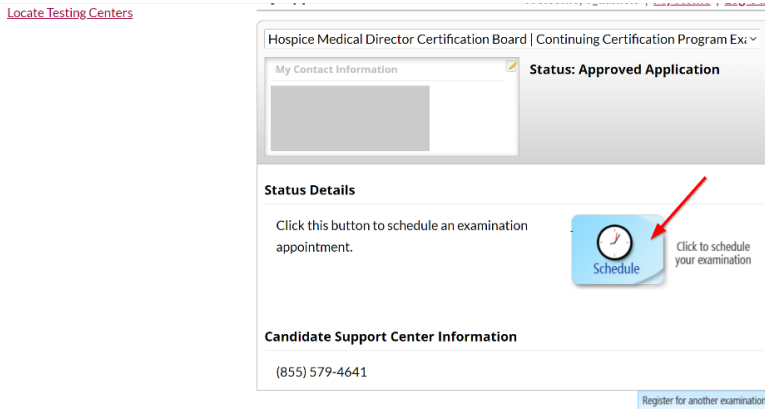 Locate Testing Centers
Hospice Medical Director Certification Board | Continuing Certification Program Ex
My Contact Information
Status: Approved Application
Status Details
Click this button to schedule an examination
appointment.
Schedule
Click to schedule
your examination
Candidate Support Center Information
(855) 579-4641
Register for another examination